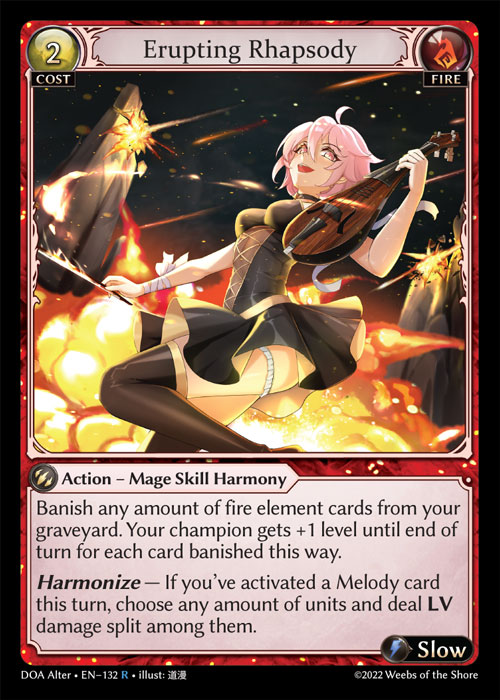 2
COST
Erupting Rhapsody
FIRE
Action – Mage Skill Harmony
Banish any amount of fire element cards from your
graveyard. Your champion gets +1 level until end of
turn for each card banished this way.
Harmonize — If you've activated a Melody card
this turn, choose any amount of units and deal LV
damage split among them.
Slow
DOA Alter • EN–132 R • illust: 道漫
©2022 Weebs of the Shore